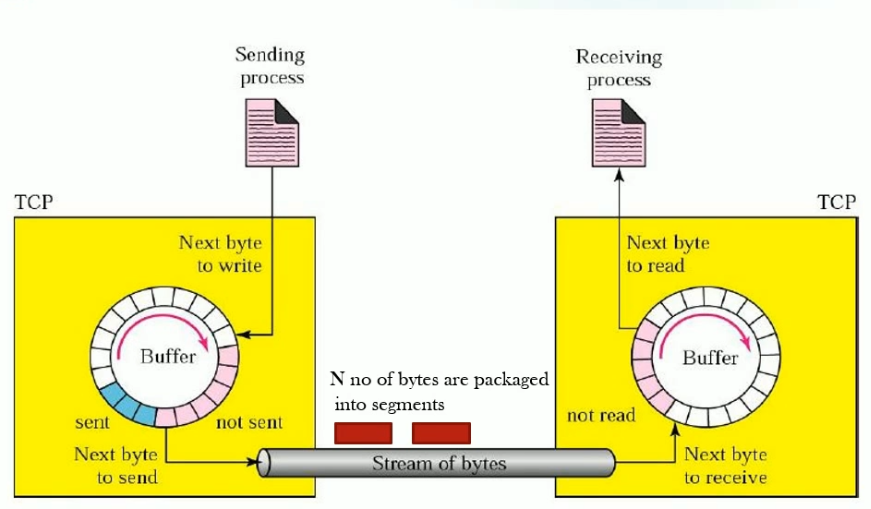 Sending
process
Receiving
process
TCP
TCP
Next byte
to write
Next byte
to read
Buffer
Buffer
N no of bytes are packaged
into segments
sent
not sent
not read
Next byte
to send
Stream of bytes
Next byte
to receive